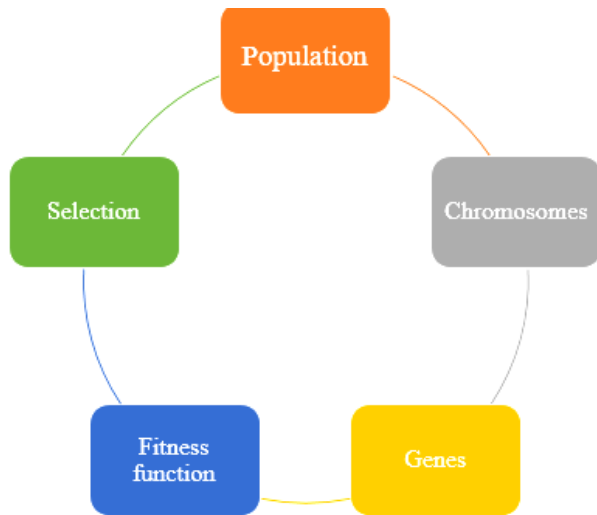 Population
Chromosomes
Genes
Fitness
function
Selection